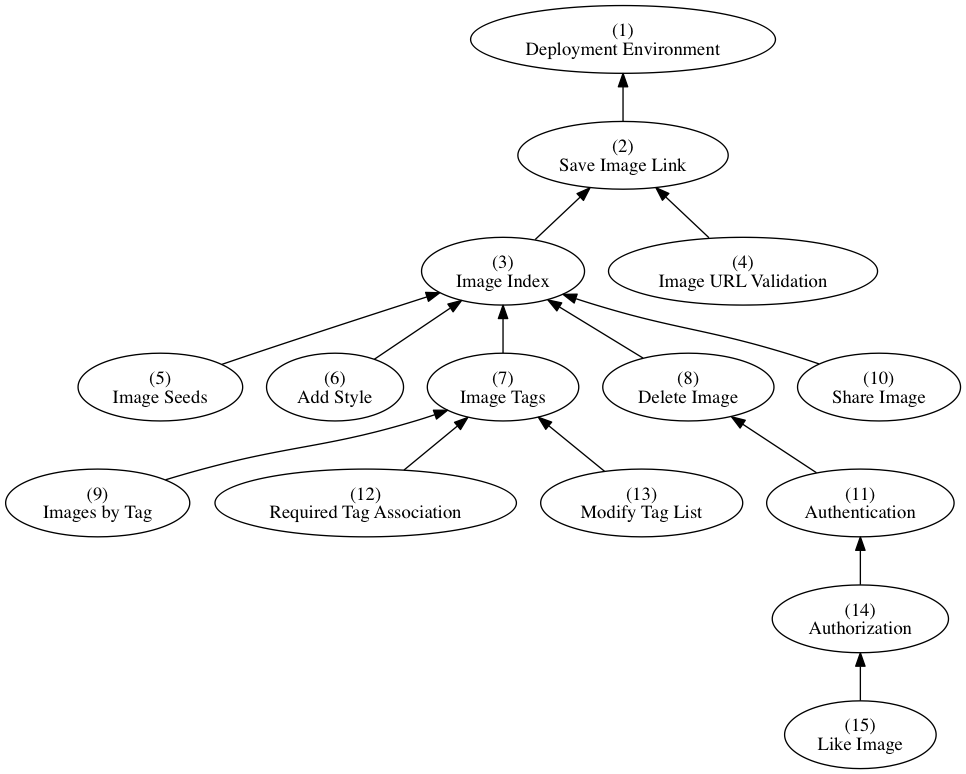 (1)
Deployment Environment
(2)
Save Image Link
(3)
Image Index
(4)
Image URL Validation
(5)
Image Seeds
(6)
Add Style
(7)
Image Tags
(8)
Delete Image
(10)
Share Image
(9)
Images by Tag
(12)
Required Tag Association
(13)
Modify Tag List
(11)
Authentication
(14)
Authorization
(15)
Like Image